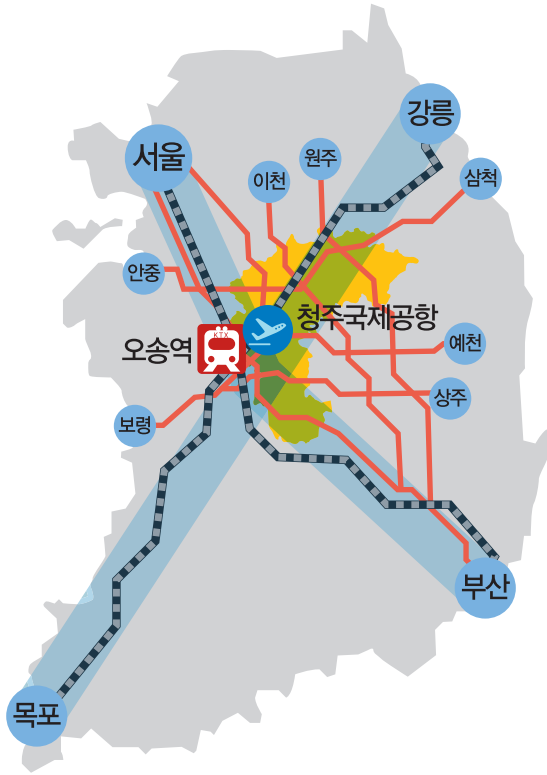 강릉
서울
원주
이천
삼척
안중
청주국제공항
KTX
오송역
예천
상주
보령
부산
목포